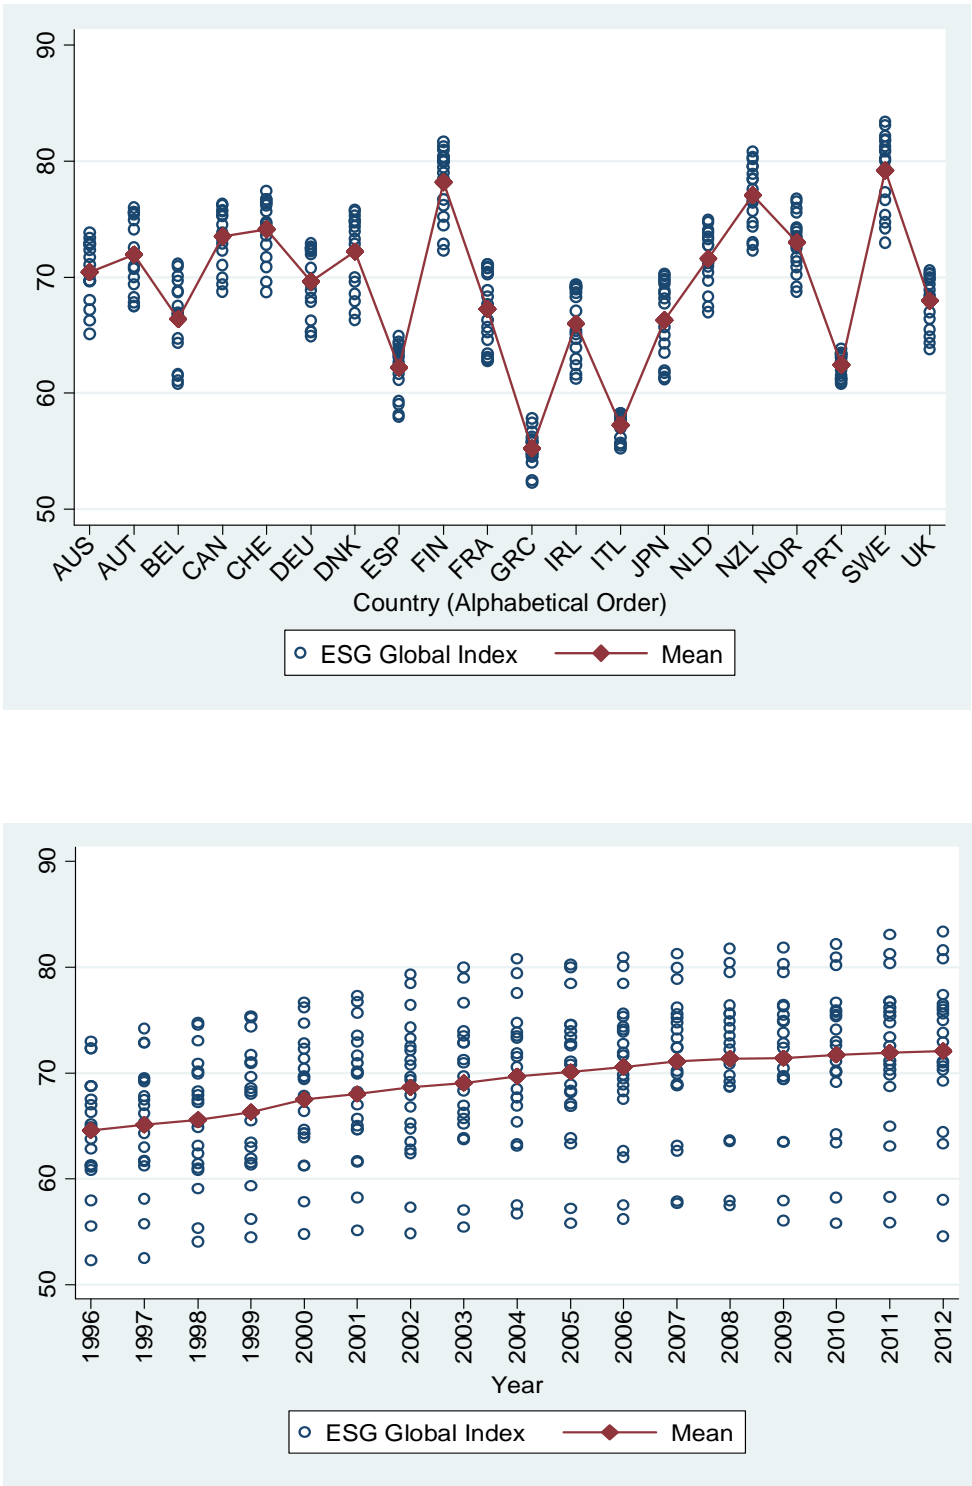 90
80
70
60
50
AUS AUT BEL CAN CHE DEU DNK ESP FIN FRA GRC IRL ITL JPN NLD NZL NOR PRT SWE UK
Country (Alphabetical Order)
ESG Global Index Mean
90
80
70
60
50
1996 1997 1998 1999 2000 2001 2002 2003 2004 2005 2006 2007 2008 2009 2010 2011 2012
Year
ESG Global Index Mean